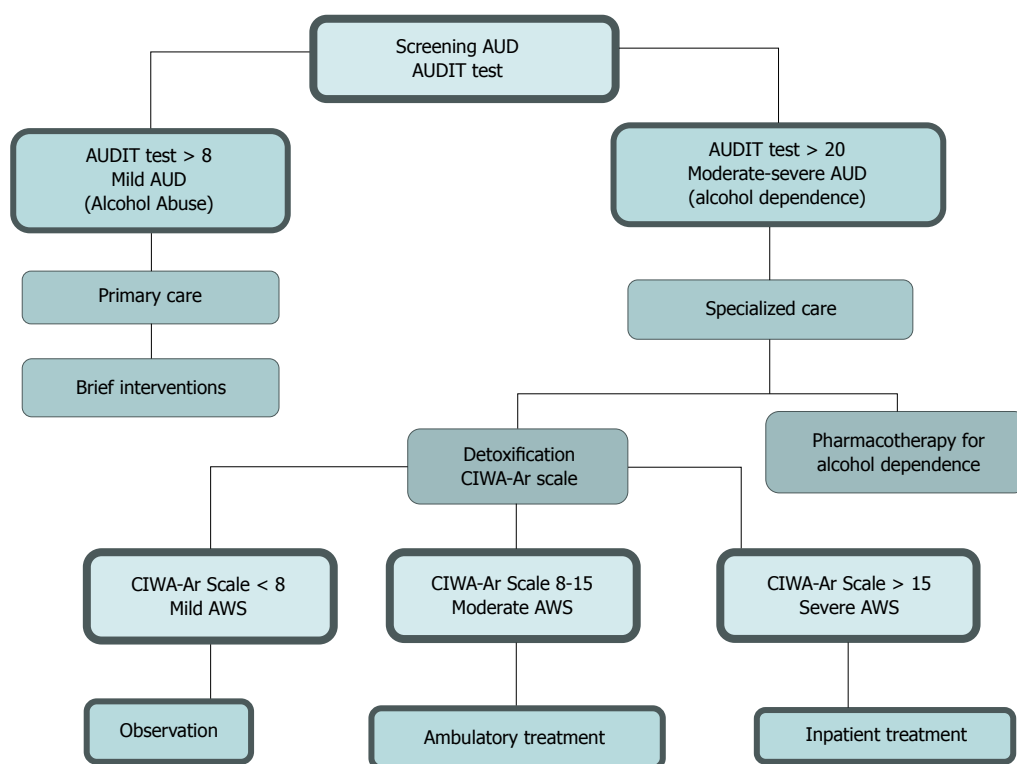 Screening AUD
AUDIT test
AUDIT test > 8
Mild AUD
(Alcohol Abuse)
AUDIT test > 20
Moderate-severe AUD
(alcohol dependence)
Primary care
Specialized care
Brief interventions
Detoxification
CIWA-Ar scale
Pharmacotherapy for
alcohol dependence
CIWA-Ar Scale < 8
Mild AWS
CIWA-Ar Scale 8-15
Moderate AWS
CIWA-Ar Scale > 15
Severe AWS
Observation
Ambulatory treatment
Inpatient treatment